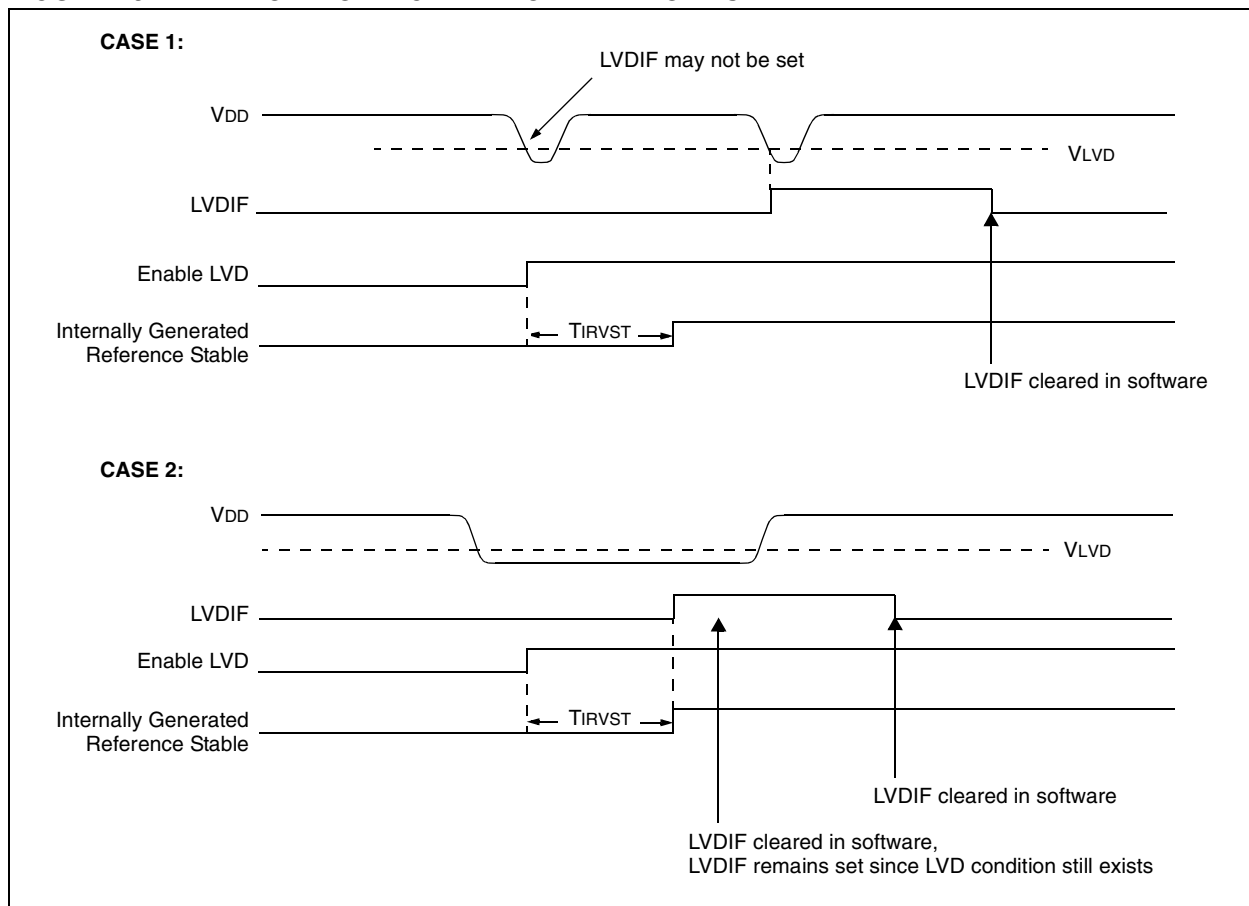 CASE 1:
LVDIF may not be set
VDD
VLVD
LVDIF
Enable LVD
TIRVST
Internally Generated
Reference Stable
LVDIF cleared in software
CASE 2:
VDD
VLVD
LVDIF
Enable LVD
TIRVST
Internally Generated
Reference Stable
LVDIF cleared in software
LVDIF cleared in software,
LVDIF remains set since LVD condition still exists